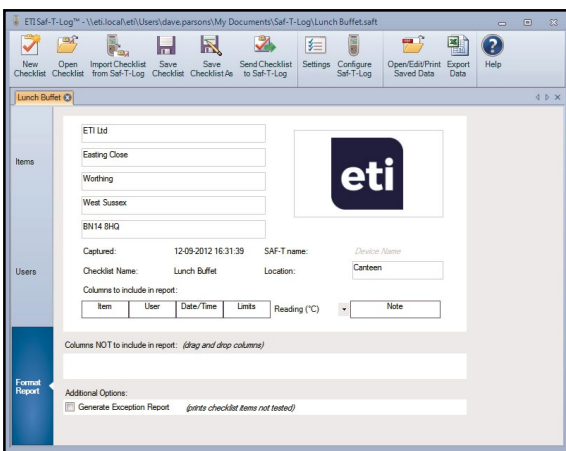 ETI Saf-T-Log™ - \\eti.local\eti\Users\dave.parsons\My Documents\Saf-T-Log\Lunch Buffet.saft
New Checklist
Open Checklist
Import Checklist from Saf-T-Log
Save Checklist
Save Checklist As
Send Checklist to Saf-T-Log
Settings
Configure Saf-T-Log
Open/Edit/Print Saved Data
Export Data
Help
Lunch Buffet
Items
Users
Format Report
ETI Ltd
Easting Close
Worthing
West Sussex
BN14 8HQ
eti
Captured: 12-09-2012 16:31:39 SAF-T name: Device Name
Checklist Name: Lunch Buffet Location: Canteen
Columns to include in report:
Item User Date/Time Limits Reading (°C) Note
Columns NOT to include in report: (drag and drop columns)
Additional Options:
Generate Exception Report (prints checklist items not tested)